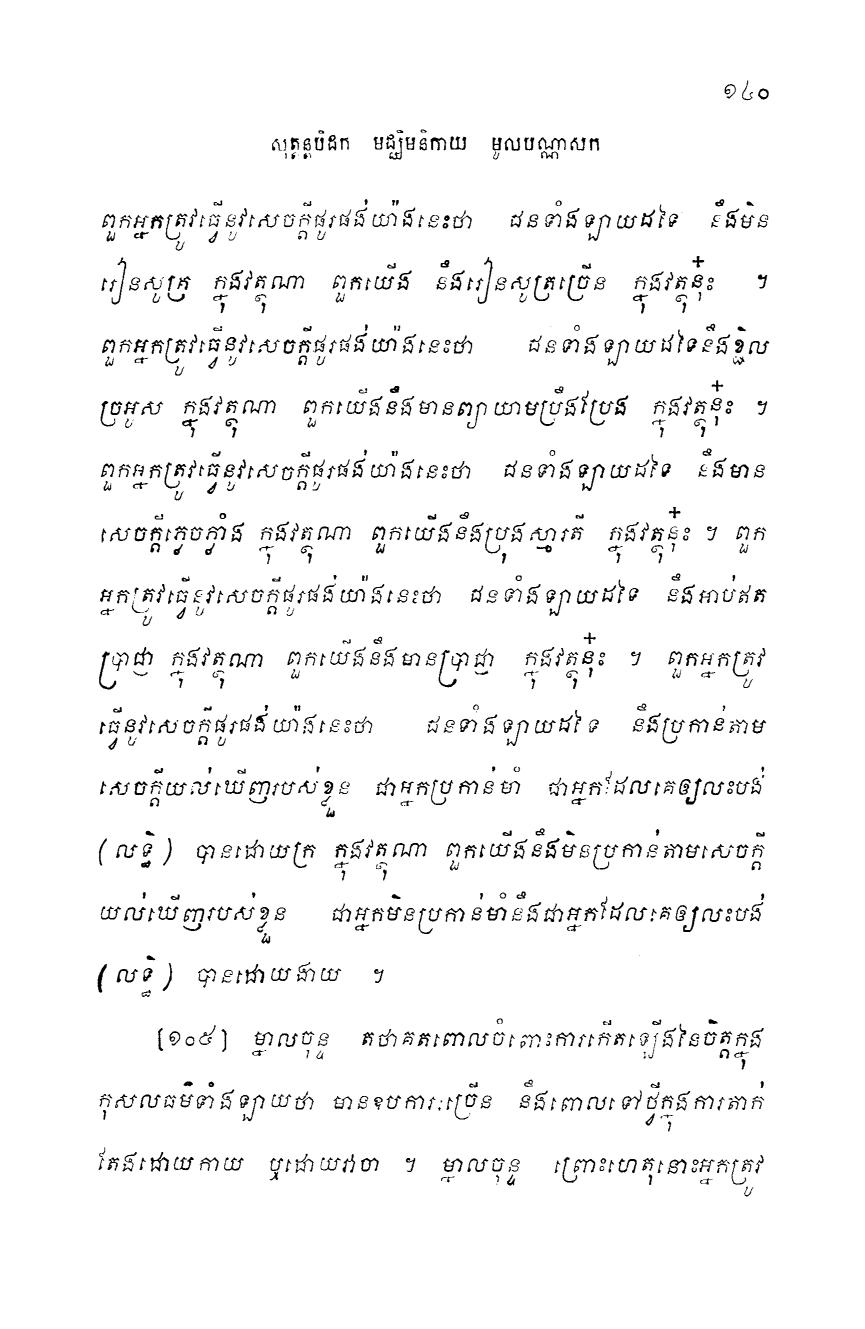 ១៤០
សុត្តន្តបិដក មជ្ឈិមនិកាយ មូលបណ្ណាសក
ពួកអ្នកត្រូវធ្វើនូវសេចក្តីផូរផង់យ៉ាងនេះថា ជនទាំងឡាយដទៃ នឹងមិន
រៀនសូត្រ ក្នុងវត្ថុណា ពួកយើង នឹងរៀនសូត្រច្រើន ក្នុងវត្ថុនុ៎ះ ។
ពួកអ្នកត្រូវធ្វើនូវសេចក្តីផូរផង់យ៉ាងនេះថា ជនទាំងឡាយដទៃនឹងខ្ជិល
ច្រអូស ក្នុងវត្ថុណា ពួកយើងនឹងមានព្យាយាមប្រឹងប្រែង ក្នុងវត្ថុនុ៎ះ ។
ពួកអ្នកត្រូវធ្វើនូវសេចក្តីផូរផង់យ៉ាងនេះថា ជនទាំងឡាយដទៃ នឹងមាន
សេចក្តីភ្លេចភ្លាំង ក្នុងវត្ថុណា ពួកយើងនឹងប្រុងស្មារតី ក្នុងវត្ថុនុ៎ះ ។ ពួក
អ្នកត្រូវធ្វើនូវសេចក្តីផូរផង់យ៉ាងនេះថា ជនទាំងឡាយដទៃ នឹងអាប់ឥត
ប្រាជ្ញា ក្នុងវត្ថុណា ពួកយើងនឹងមានប្រាជ្ញា ក្នុងវត្ថុនុ៎ះ ។ ពួកអ្នកត្រូវ
ធ្វើនូវសេចក្តីផូរផង់យ៉ាងនេះថា ជនទាំងឡាយដទៃ នឹងប្រកាន់តាម
សេចក្តីយល់ឃើញរបស់ខ្លួន ជាអ្នកប្រកាន់មាំ ជាអ្នកដែលគេឲ្យលះបង់
(លទ្ធិ) បានដោយក្រ ក្នុងវត្ថុណា ពួកយើងនឹងមិនប្រកាន់តាមសេចក្តី
យល់ឃើញរបស់ខ្លួន ជាអ្នកមិនប្រកាន់មាំនឹងជាអ្នកដែលគេឲ្យលះបង់
(លទ្ធិ) បានដោយងាយ ។
[១០៥] ម្នាលចុន្ទ តថាគតពោលចំពោះការកើតឡើងនៃចិត្តក្នុង
កុសលធម៌ទាំងឡាយថា មានឧបការៈច្រើន នឹងពោលទៅថ្វីក្នុងការតាក់
តែងដោយកាយ ឬដោយវាចា ។ ម្នាលចុន្ទ ព្រោះហេតុនោះអ្នកត្រូវ